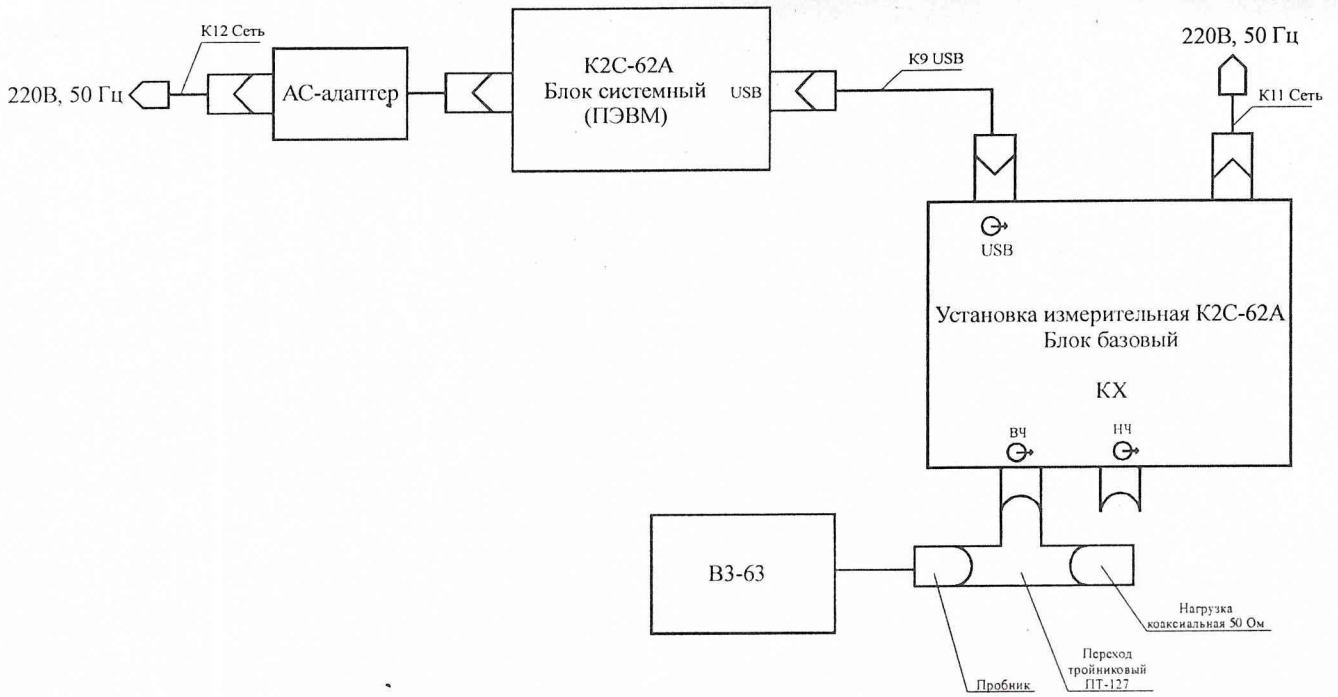 К12 Сеть
220В, 50 Гц
АС-адаптер
К2С-62А
Блок системный
(ПЭВМ)
USB
К9 USB
220В, 50 Гц
К11 Сеть
USB
Установка измерительная К2С-62А
Блок базовый
КХ
ВЧ
НЧ
В3-63
Нагрузка
коаксиальная 50 Ом
Переход
тройниковый
ПТ-127
Пробник